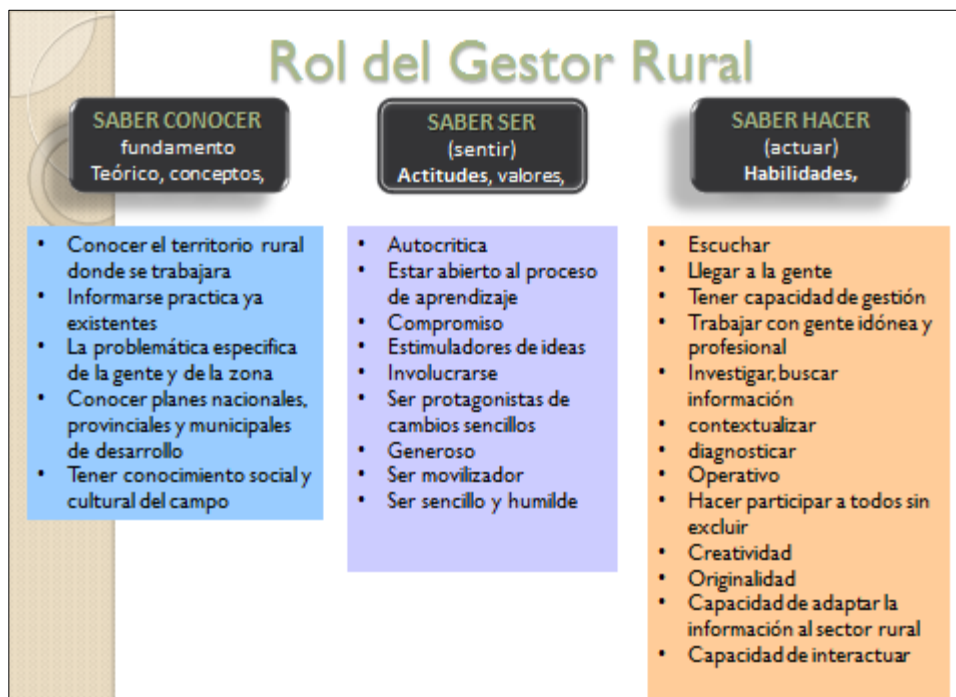 Rol del Gestor Rural
SABER CONOCER
fundamento
Teórico, conceptos,
• Conocer el territorio rural
donde se trabajara
• Informarse practica ya
existentes
• La problemática especifica
de la gente y de la zona
• Conocer planes nacionales,
provinciales y municipales
de desarrollo
• Tener conocimiento social y
cultural del campo
SABER SER
(sentir)
Actitudes, valores,
• Autocritica
• Estar abierto al proceso
de aprendizaje
• Compromiso
• Estimuladores de ideas
• Involucrarse
• Ser protagonistas de
cambios sencillos
• Generoso
• Ser movilizador
• Ser sencillo y humilde
SABER HACER
(actuar)
Habilidades,
• Escuchar
• Llegar a la gente
• Tener capacidad de gestión
• Trabajar con gente idónea y
profesional
• Investigar, buscar
información
• contextualizar
• diagnosticar
• Operativo
• Hacer participar a todos sin
excluir
• Creatividad
• Originalidad
• Capacidad de adaptar la
información al sector rural
• Capacidad de interactuar